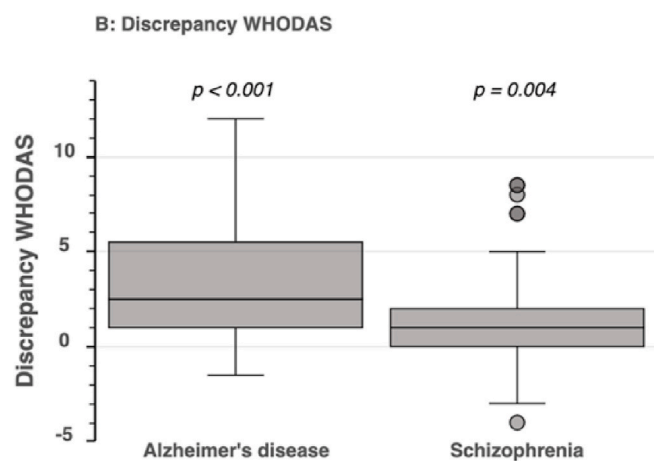 B: Discrepancy WHODAS
p < 0.001
p = 0.004
Discrepancy WHODAS
10
5
0
-5
Alzheimer's disease
Schizophrenia